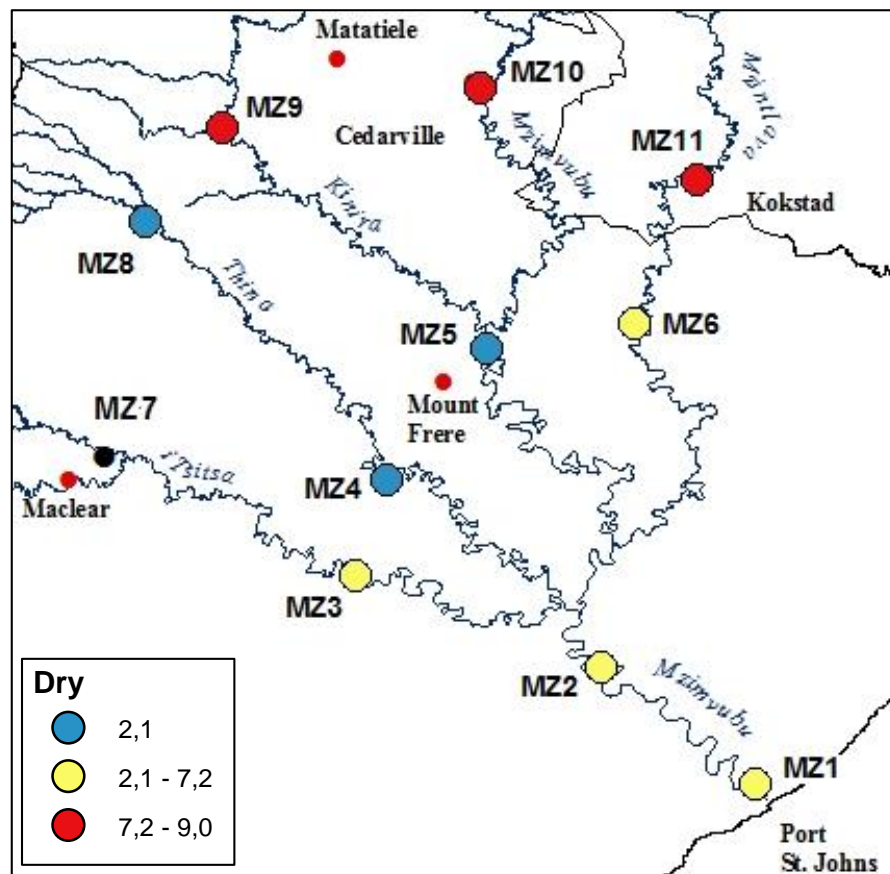 Matatiele
MZ10
MZ9
Cedarville
Mzimvubu
MZ11
Mzintlava
Kokstad
Kinira
MZ8
Thina
MZ5
MZ6
Mount
Frere
MZ7
Maclear
iTsitsa
MZ4
MZ3
MZ2
Mzimvubu
MZ1
Port
St. Johns
Dry
2,1
2,1 - 7,2
7,2 - 9,0